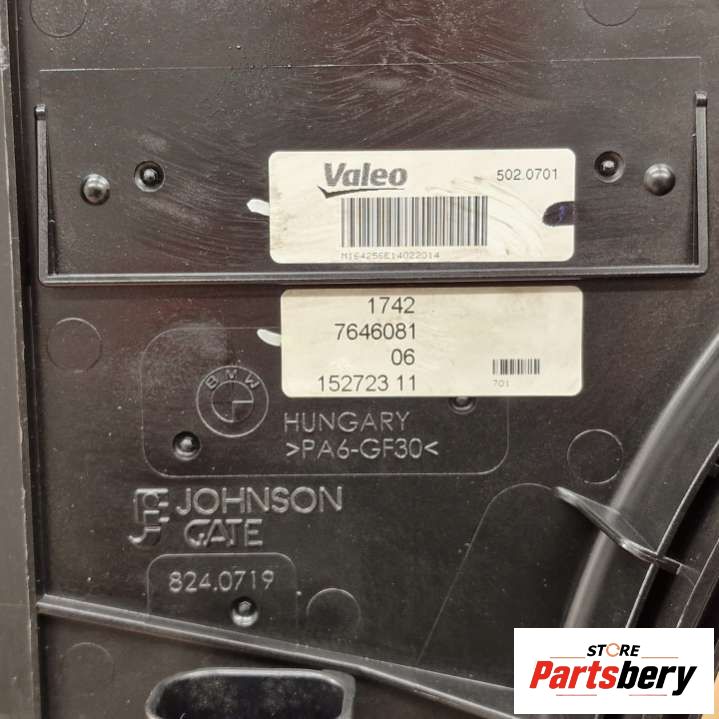 Valeo
502.0701
M164256E14022014
1742
7646081
06
152723 11
701
BMW
HUNGARY
>PA6-GF30<
JOHNSON
GATE
824.0719
STORE
Partsbery